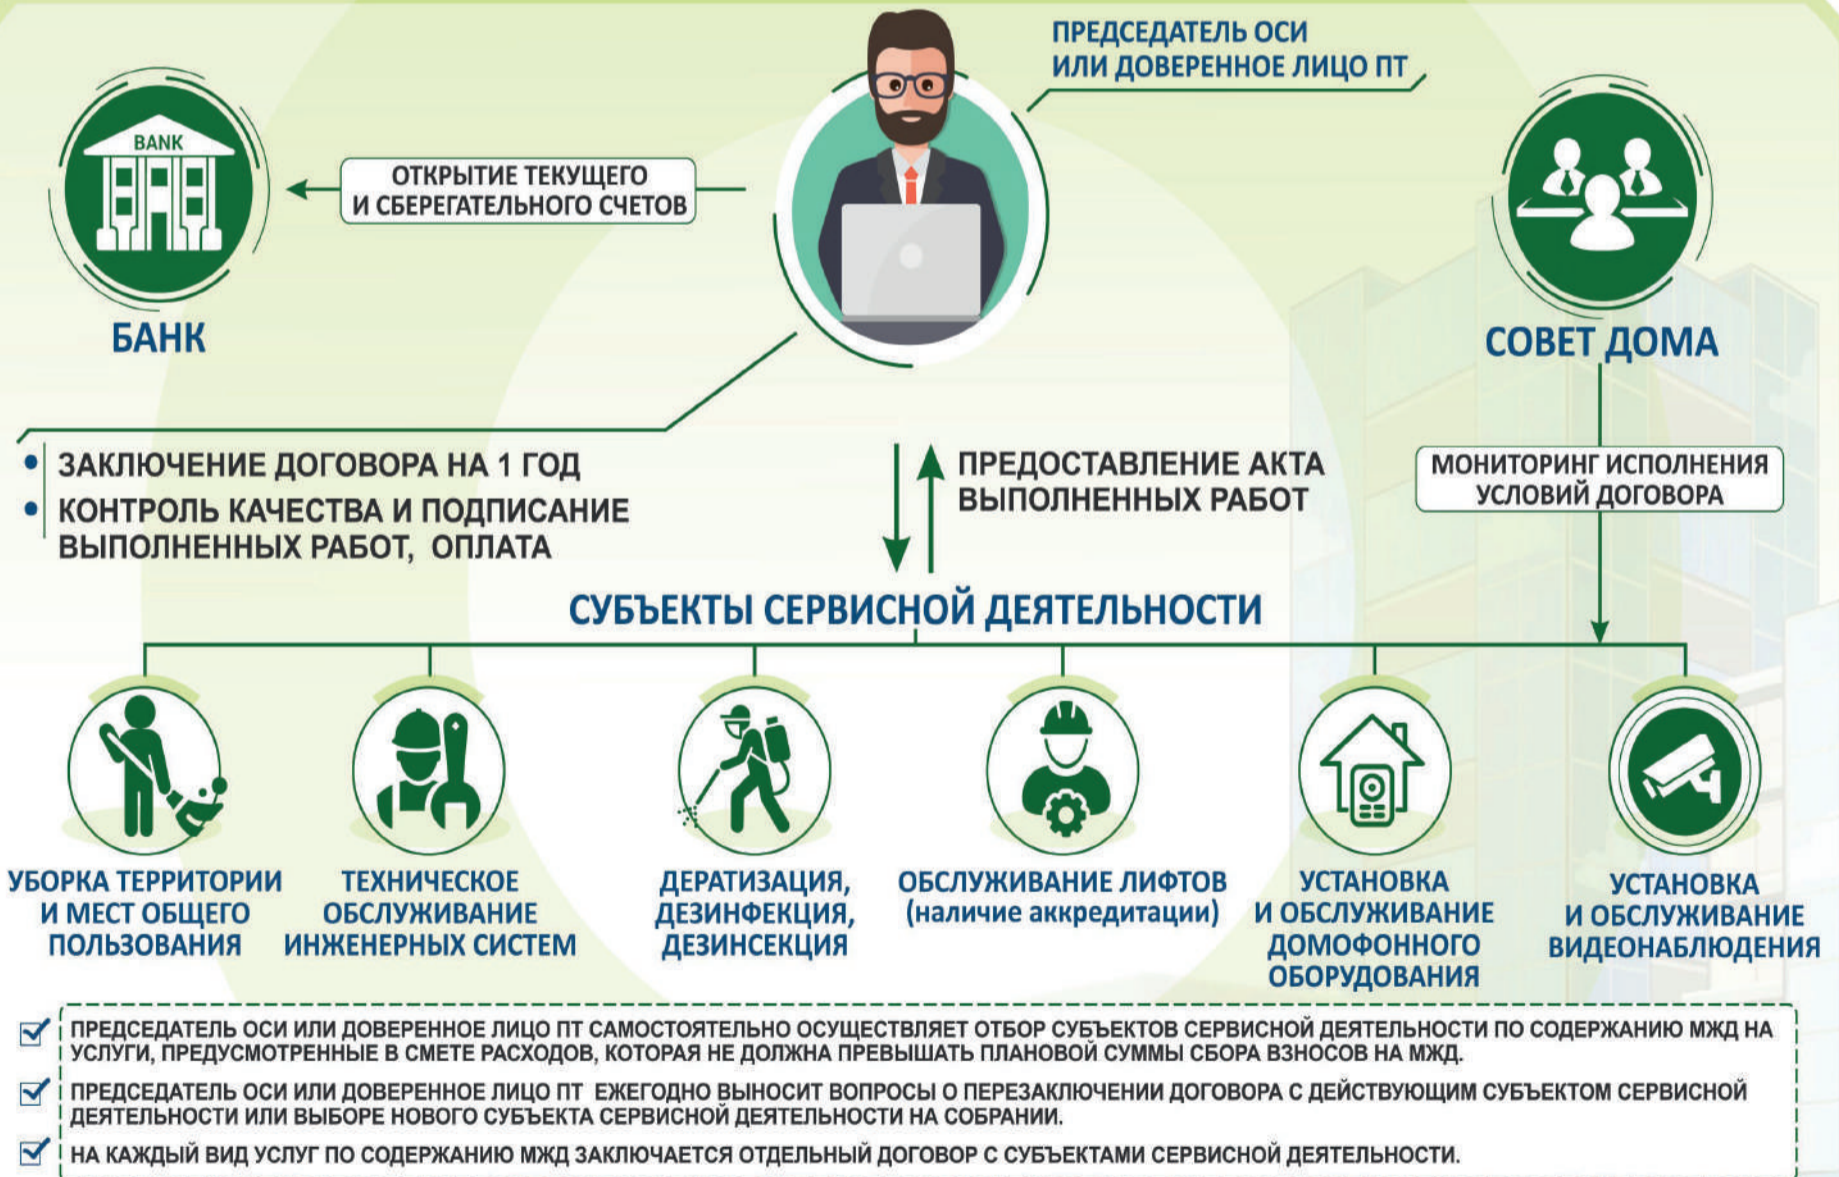 ПРЕДСЕДАТЕЛЬ ОСИ
ИЛИ ДОВЕРЕННОЕ ЛИЦО ПТ
BANK
ОТКРЫТИЕ ТЕКУЩЕГО
И СБЕРЕГАТЕЛЬНОГО СЧЕТОВ
БАНК
СОВЕТ ДОМА
• ЗАКЛЮЧЕНИЕ ДОГОВОРА НА 1 ГОД
• КОНТРОЛЬ КАЧЕСТВА И ПОДПИСАНИЕ
ВЫПОЛНЕННЫХ РАБОТ, ОПЛАТА
ПРЕДОСТАВЛЕНИЕ АКТА
ВЫПОЛНЕННЫХ РАБОТ
МОНИТОРИНГ ИСПОЛНЕНИЯ
УСЛОВИЙ ДОГОВОРА
СУБЪЕКТЫ СЕРВИСНОЙ ДЕЯТЕЛЬНОСТИ
УБОРКА ТЕРРИТОРИИ
И МЕСТ ОБЩЕГО
ПОЛЬЗОВАНИЯ
ТЕХНИЧЕСКОЕ
ОБСЛУЖИВАНИЕ
ИНЖЕНЕРНЫХ СИСТЕМ
ДЕРАТИЗАЦИЯ,
ДЕЗИНФЕКЦИЯ,
ДЕЗИНСЕКЦИЯ
ОБСЛУЖИВАНИЕ ЛИФТОВ
(наличие аккредитации)
УСТАНОВКА
И ОБСЛУЖИВАНИЕ
ДОМОФОННОГО
ОБОРУДОВАНИЯ
УСТАНОВКА
И ОБСЛУЖИВАНИЕ
ВИДЕОНАБЛЮДЕНИЯ
ПРЕДСЕДАТЕЛЬ ОСИ ИЛИ ДОВЕРЕННОЕ ЛИЦО ПТ САМОСТОЯТЕЛЬНО ОСУЩЕСТВЛЯЕТ ОТБОР СУБЪЕКТОВ СЕРВИСНОЙ ДЕЯТЕЛЬНОСТИ ПО СОДЕРЖАНИЮ МЖД НА
УСЛУГИ, ПРЕДУСМОТРЕННЫЕ В СМЕТЕ РАСХОДОВ, КОТОРАЯ НЕ ДОЛЖНА ПРЕВЫШАТЬ ПЛАНОВОЙ СУММЫ СБОРА ВЗНОСОВ НА МЖД.
ПРЕДСЕДАТЕЛЬ ОСИ ИЛИ ДОВЕРЕННОЕ ЛИЦО ПТ ЕЖЕГОДНО ВЫНОСИТ ВОПРОСЫ О ПЕРЕЗАКЛЮЧЕНИИ ДОГОВОРА С ДЕЙСТВУЮЩИМ СУБЪЕКТОМ СЕРВИСНОЙ
ДЕЯТЕЛЬНОСТИ ИЛИ ВЫБОРЕ НОВОГО СУБЪЕКТА СЕРВИСНОЙ ДЕЯТЕЛЬНОСТИ НА СОБРАНИИ.
НА КАЖДЫЙ ВИД УСЛУГ ПО СОДЕРЖАНИЮ МЖД ЗАКЛЮЧАЕТСЯ ОТДЕЛЬНЫЙ ДОГОВОР С СУБЪЕКТАМИ СЕРВИСНОЙ ДЕЯТЕЛЬНОСТИ.